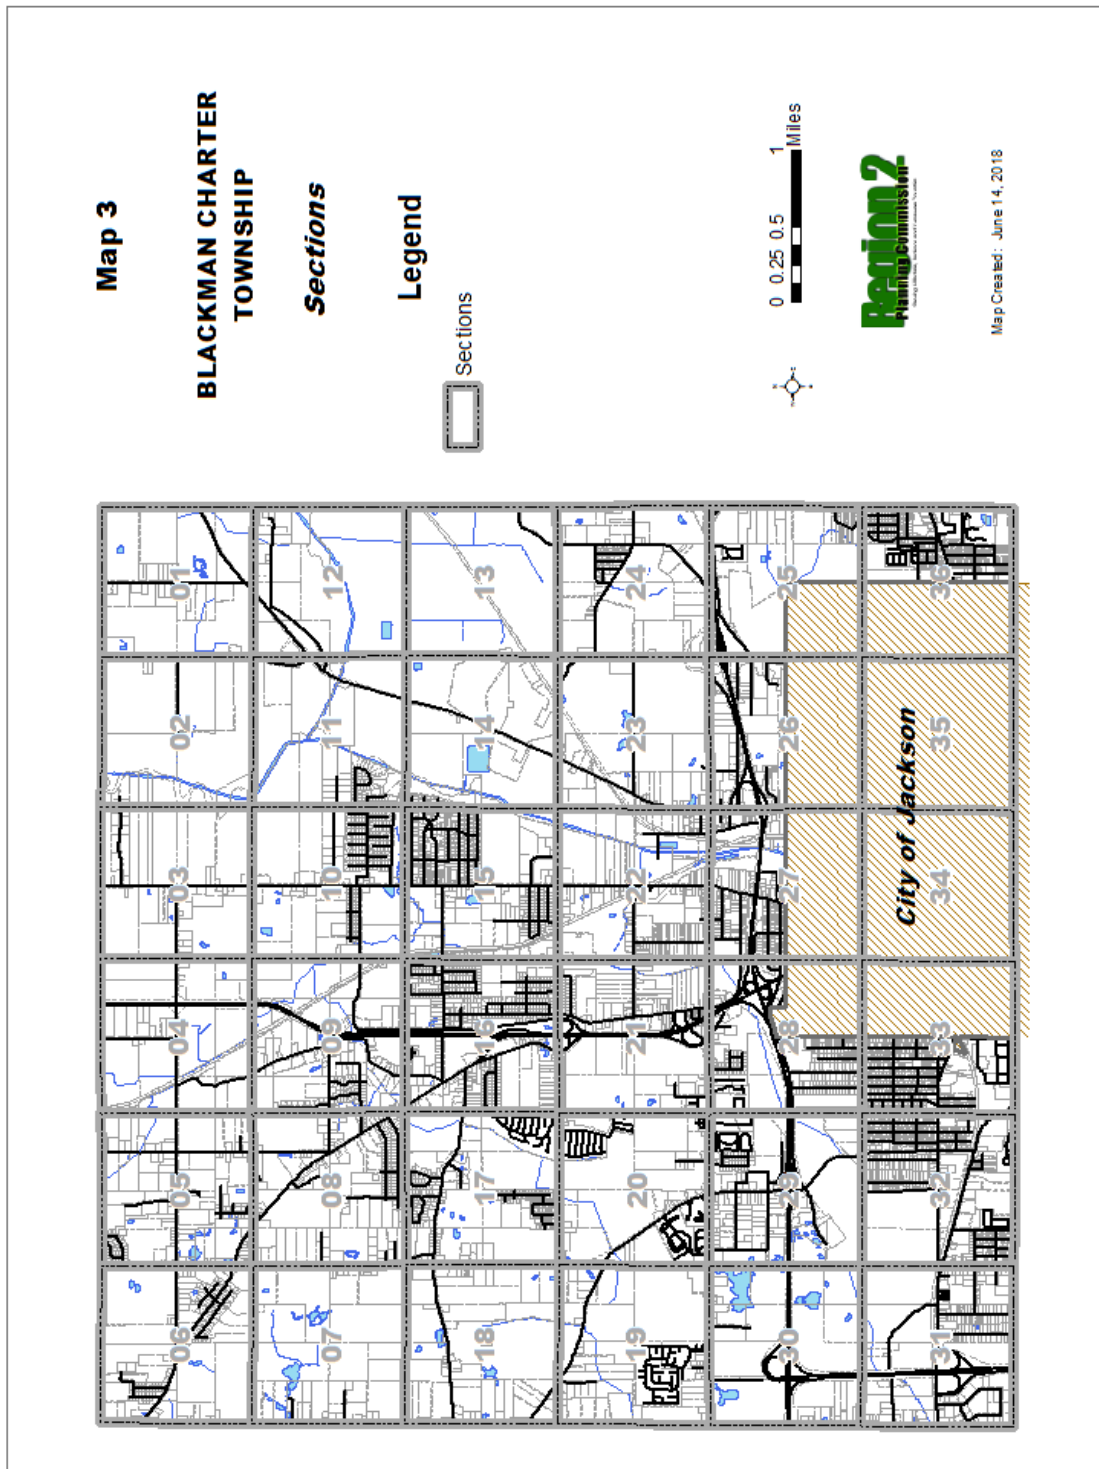 Map 3
BLACKMAN CHARTER
TOWNSHIP
Sections
Legend
Sections
0 0.25 0.5 1
Miles
Region 2
Planning Commission
Map Created: June 14, 2018
06 05 04 03 02 01
07 08 09 10 11 12
18 17 16 15 14 13
19 20 21 22 23 24
30 29 28 27 26 25
31 32 33 34 35 36
City of Jackson